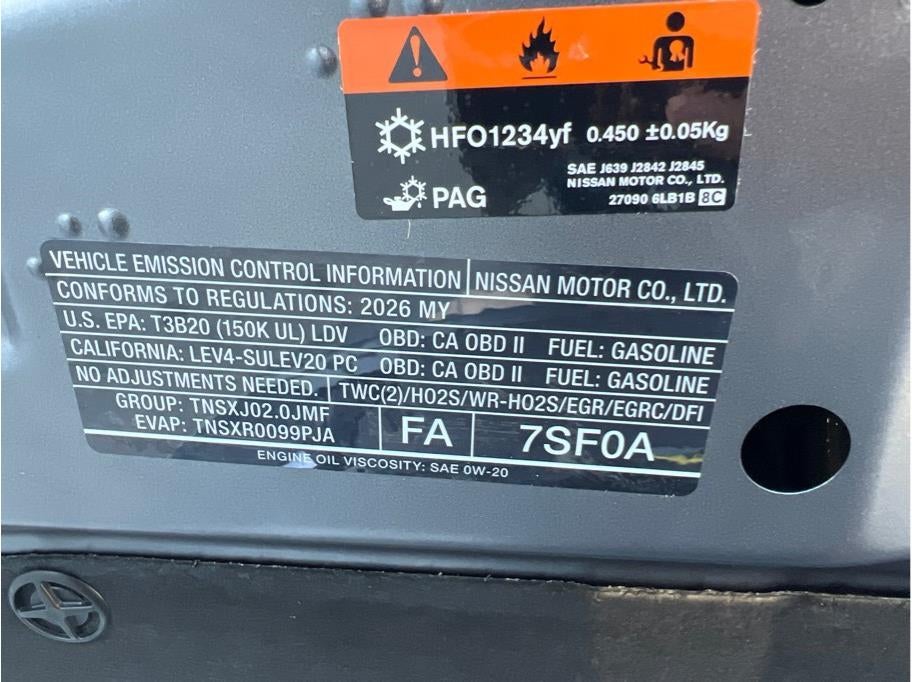 HFO1234yf 0.450 ±0.05Kg
SAE J639 J2842 J2845
NISSAN MOTOR CO., LTD.
PAG
27090 6LB1B 8C
VEHICLE EMISSION CONTROL INFORMATION NISSAN MOTOR CO., LTD.
CONFORMS TO REGULATIONS: 2026 MY
U.S. EPA: T3B20 (150K UL) LDV OBD: CA OBD II FUEL: GASOLINE
CALIFORNIA: LEV4-SULEV20 PC OBD: CA OBD II FUEL: GASOLINE
NO ADJUSTMENTS NEEDED. TWC(2)/HO2S/WR-HO2S/EGR/EGRC/DFI
GROUP: TNSXJ02.0JMF
EVAP: TNSXR0099PJA
FA 7SF0A
ENGINE OIL VISCOSITY: SAE 0W-20